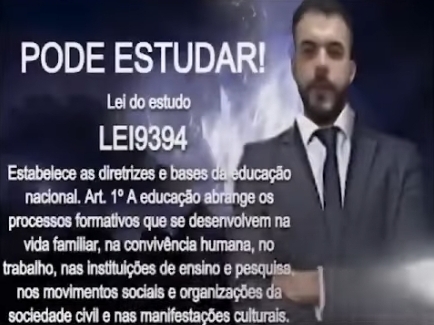 PODE ESTUDAR!
Lei do estudo
LEI9394
Estabelece as diretrizes e bases da educação
nacional. Art. 1º A educação abrange os
processos formativos que se desenvolvem na
vida familiar, na convivência humana, no
trabalho, nas instituições de ensino e pesquisa,
nos movimentos sociais e organizações da
sociedade civil e nas manifestações culturais.